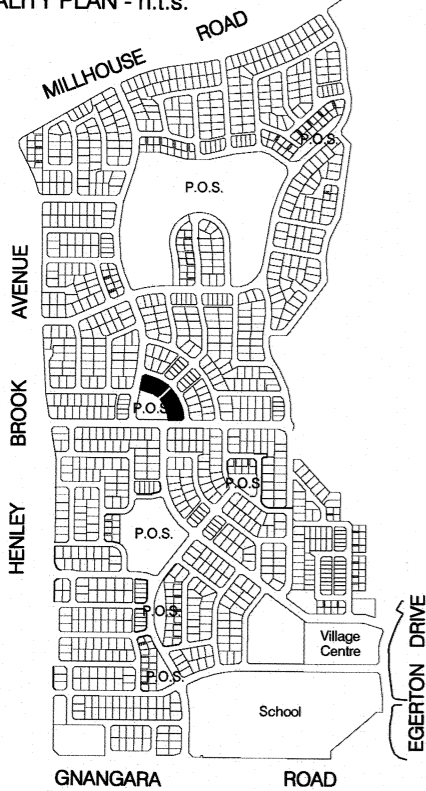 ALITY PLAN - n.t.s.
MILLHOUSE ROAD
P.O.S.
P.O.S.
AVENUE
BROOK
HENLEY
P.O.S
P.O.S.
P.O.S.
P.O.S.
P.O.S.
Village
Centre
School
EGERTON DRIVE
GNANGARA ROAD